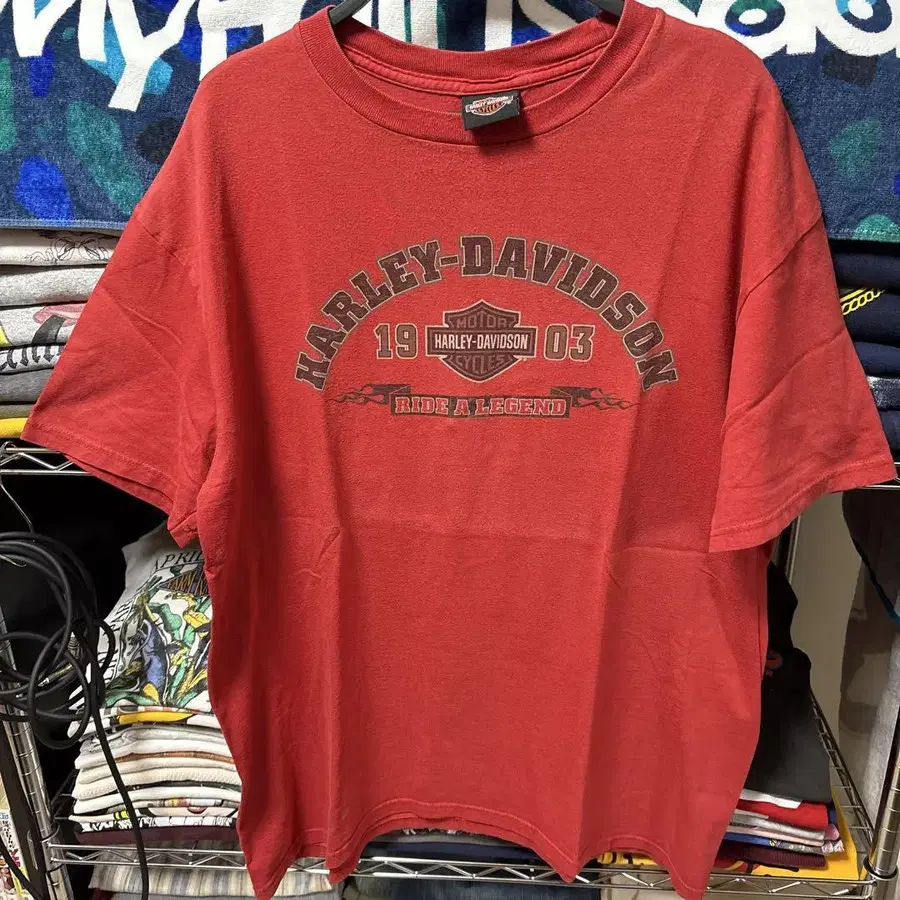 HARLEY-DAVIDSON
MOTOR
19 HARLEY-DAVIDSON 03
CYCLES
RIDE A LEGEND